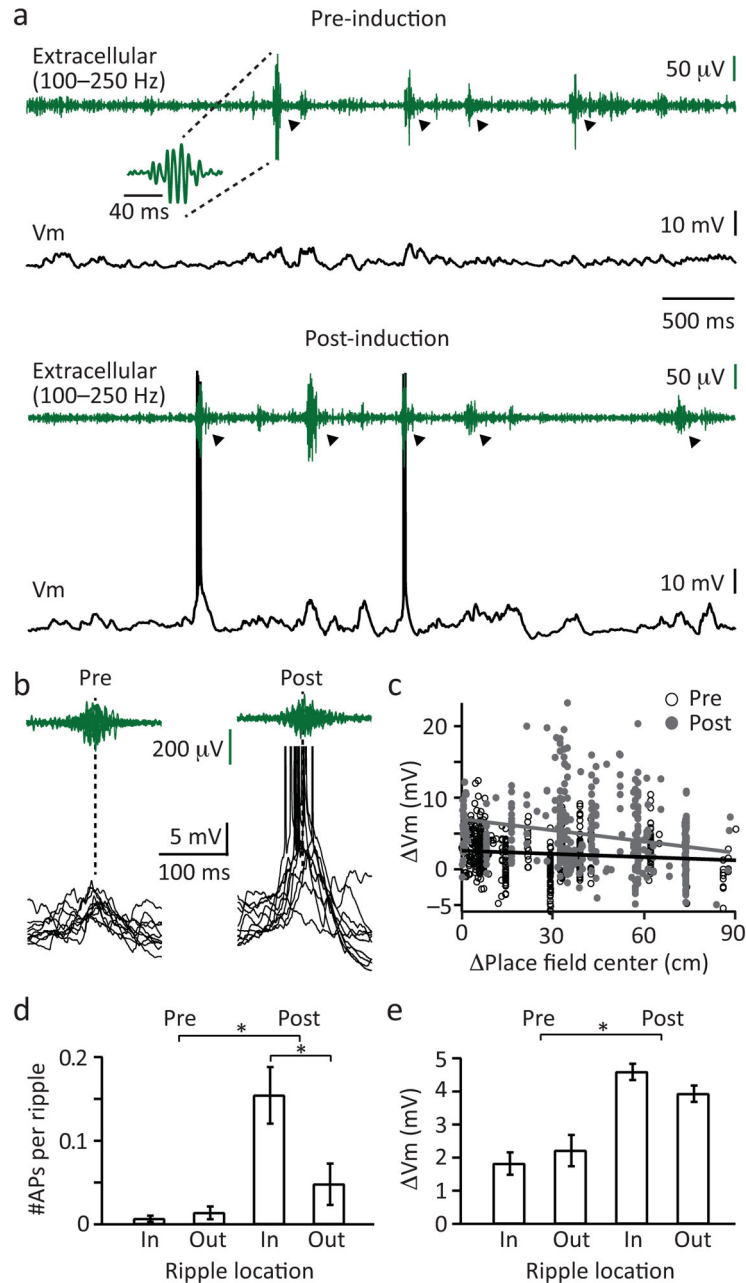 a
Pre-induction
Extracellular
(100–250 Hz)
50 μV
40 ms
Vm
10 mV
500 ms
Post-induction
Extracellular
(100–250 Hz)
50 μV
Vm
10 mV
b
Pre
Post
200 μV
5 mV
100 ms
c
Pre
Post
ΔVm (mV)
20
10
0
−5
0
30
60
90
ΔPlace field center (cm)
d
Pre
*
Post
*
#APs per ripple
0.2
0.1
0
In
Out
In
Out
Ripple location
e
Pre
*
Post
ΔVm (mV)
5
4
3
2
1
0
In
Out
In
Out
Ripple location